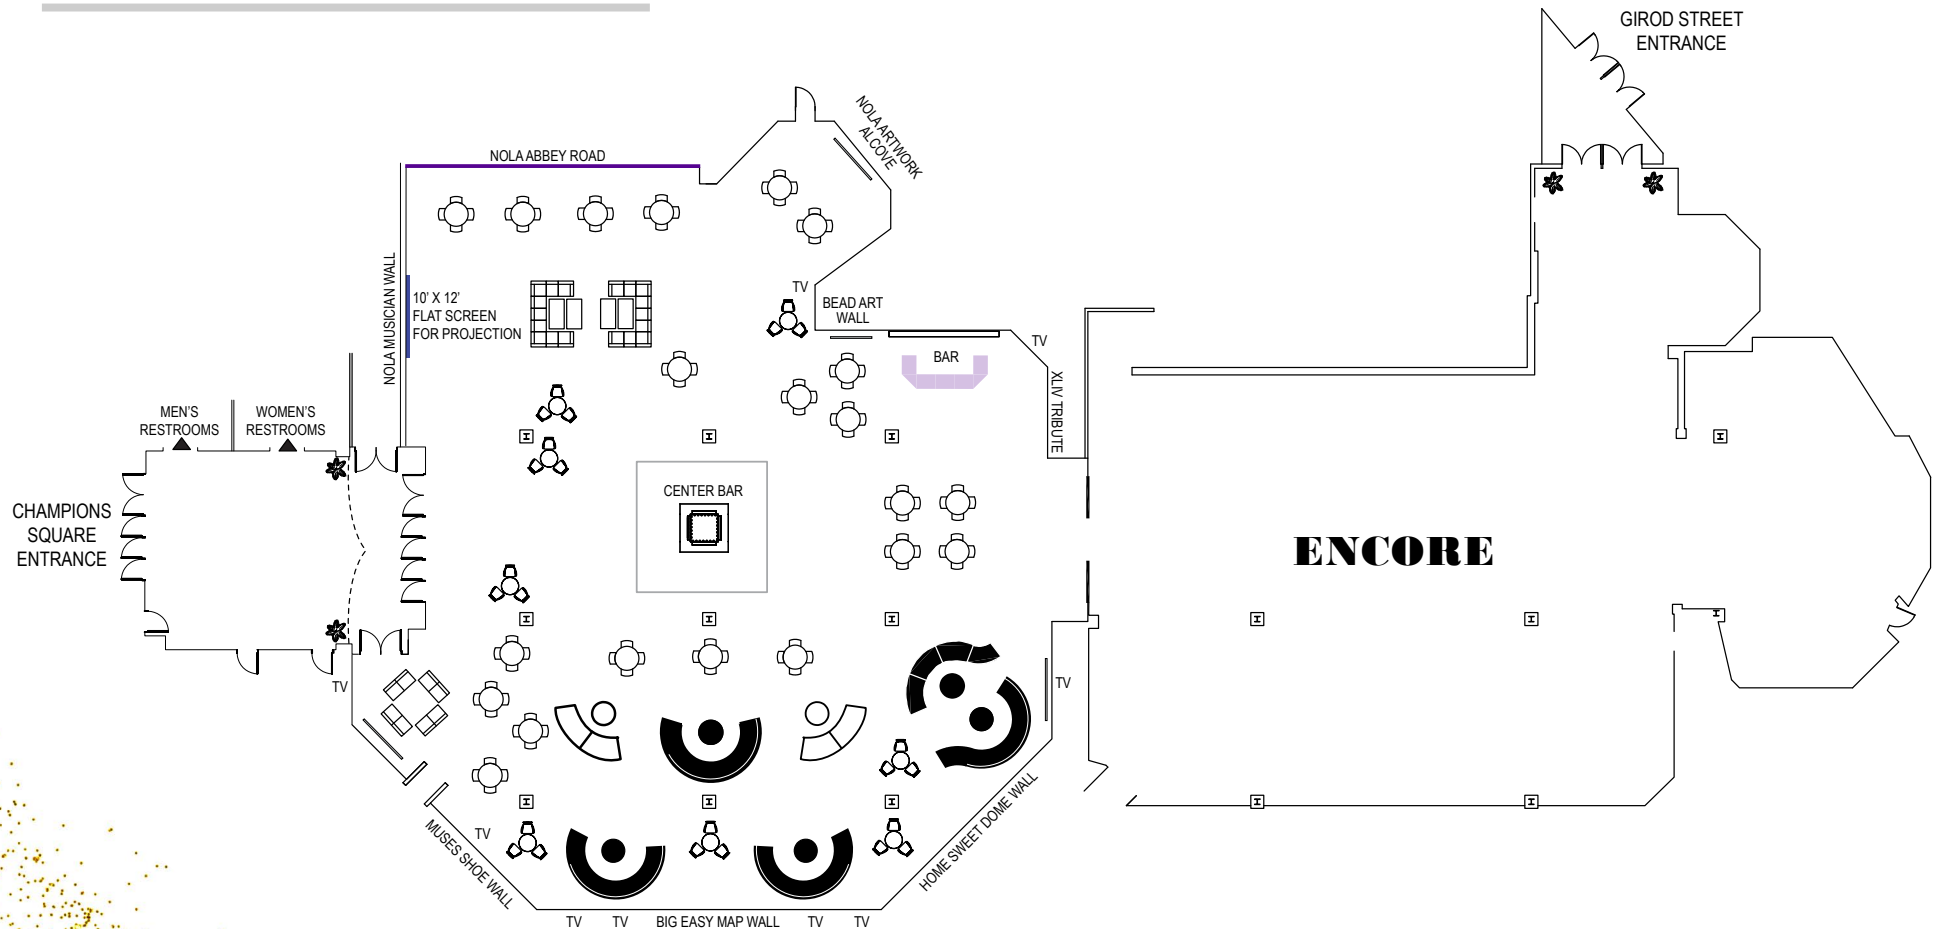 GIROD STREET
ENTRANCE
NOLA ARTWORK
ALCOVE
NOLA ABBEY ROAD
NOLA MUSICIAN WALL
10' X 12'
FLAT SCREEN
FOR PROJECTION
TV
BEAD ART
WALL
TV
BAR
XLIV TRIBUTE
MEN'S
RESTROOMS
WOMEN'S
RESTROOMS
CENTER BAR
CHAMPIONS
SQUARE
ENTRANCE
ENCORE
TV
TV
TV
MUSES SHOE WALL
HOME SWEET DOME WALL
TV
TV
BIG EASY MAP WALL
TV
TV